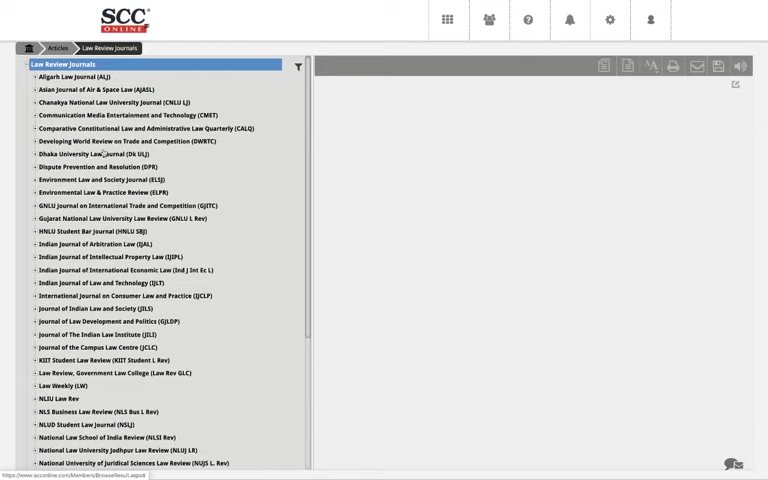 SCC
ONLINE
Articles
Law Review Journals
Law Review Journals
Aligarh Law Journal (ALJ)
Asian Journal of Air & Space Law (AJASL)
Chanakya National Law University Journal (CNLU LJ)
Communication Media Entertainment and Technology (CMET)
Comparative Constitutional Law and Administrative Law Quarterly (CALQ)
Developing World Review on Trade and Competition (DWRTC)
Dhaka University Law Journal (Dk ULJ)
Dispute Prevention and Resolution (DPR)
Environment Law and Society Journal (ELSJ)
Environmental Law & Practice Review (ELPR)
GNLU Journal on International Trade and Competition (GJITC)
Gujarat National Law University Law Review (GNLU L Rev)
HNLU Student Bar Journal (HNLU SBJ)
Indian Journal of Arbitration Law (IJAL)
Indian Journal of Intellectual Property Law (IJIPL)
Indian Journal of International Economic Law (Ind J Int Ec L)
Indian Journal of Law and Technology (IJLT)
International Journal on Consumer Law and Practice (IJCLP)
Journal of Indian Law and Society (JILS)
Journal of Law Development and Politics (GJLDP)
Journal of The Indian Law Institute (JILI)
Journal of the Campus Law Centre (JCLC)
KIIT Student Law Review (KIIT Student L Rev)
Law Review, Government Law College (Law Rev GLC)
Law Weekly (LW)
NLIU Law Rev
NLS Business Law Review (NLS Bus L Rev)
NLUD Student Law Journal (NSLJ)
National Law School of India Review (NLSI Rev)
National Law University Jodhpur Law Review (NLUJ LR)
National University of Juridical Sciences Law Review (NUJS L Rev)
https://www.scconline.com/Members/BrowseResult.aspx#